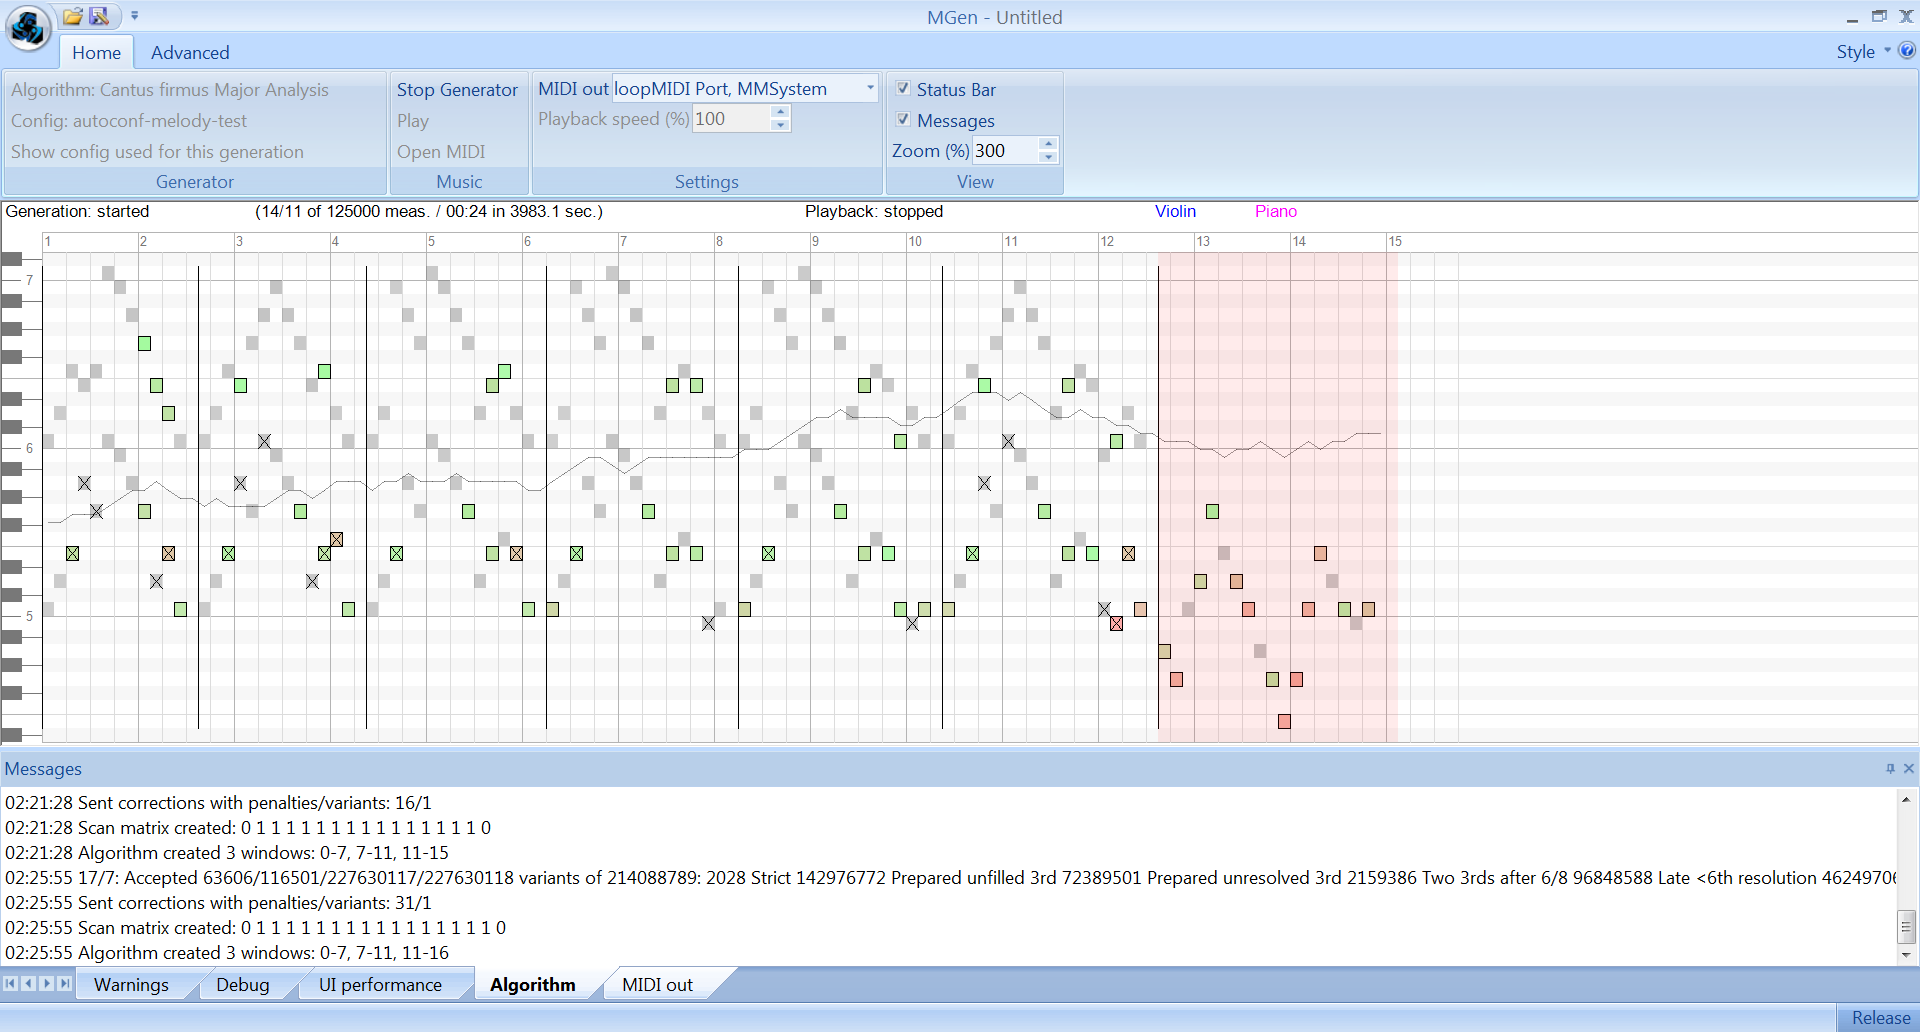 MGen - Untitled
Home Advanced Style
Algorithm: Cantus firmus Major Analysis
Config: autoconf-melody-test
Show config used for this generation
Generator
Stop Generator
Play
Open MIDI
Music
MIDI out loopMIDI Port, MMSystem
Playback speed (%) 100
Settings
Status Bar
Messages
Zoom (%) 300
View
Generation: started (14/11 of 125000 meas. / 00:24 in 3983.1 sec.) Playback: stopped Violin Piano
1 2 3 4 5 6 7 8 9 10 11 12 13 14 15
7
6
5
Messages
02:21:28 Sent corrections with penalties/variants: 16/1
02:21:28 Scan matrix created: 0 1 1 1 1 1 1 1 1 1 1 1 1 1 1 1 0
02:21:28 Algorithm created 3 windows: 0-7, 7-11, 11-15
02:25:55 17/7: Accepted 63606/116501/227630117/227630118 variants of 214088789: 2028 Strict 142976772 Prepared unfilled 3rd 72389501 Prepared unresolved 3rd 2159386 Two 3rds after 6/8 96848588 Late <6th resolution 4624970
02:25:55 Sent corrections with penalties/variants: 31/1
02:25:55 Scan matrix created: 0 1 1 1 1 1 1 1 1 1 1 1 1 1 1 1 1 0
02:25:55 Algorithm created 3 windows: 0-7, 7-11, 11-16
Warnings Debug UI performance Algorithm MIDI out
Release